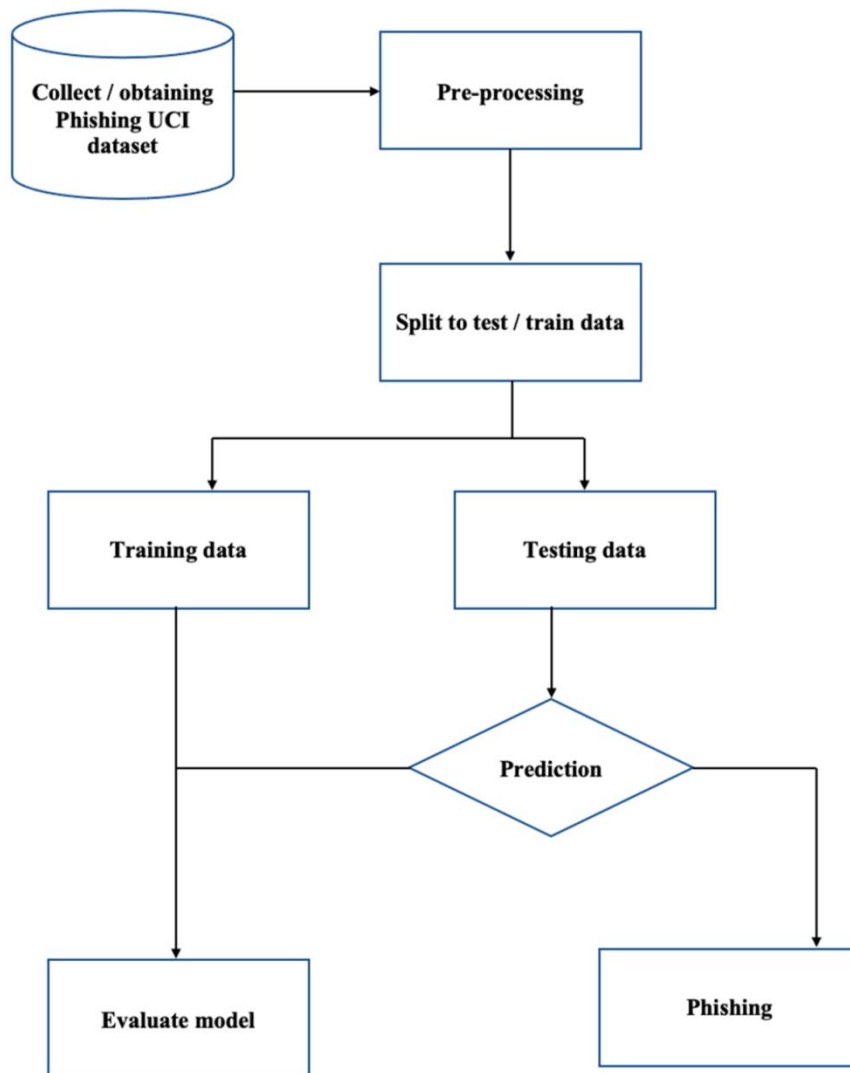 Collect / obtaining
Phishing UCI
dataset
Pre-processing
Split to test / train data
Training data
Testing data
Prediction
Evaluate model
Phishing